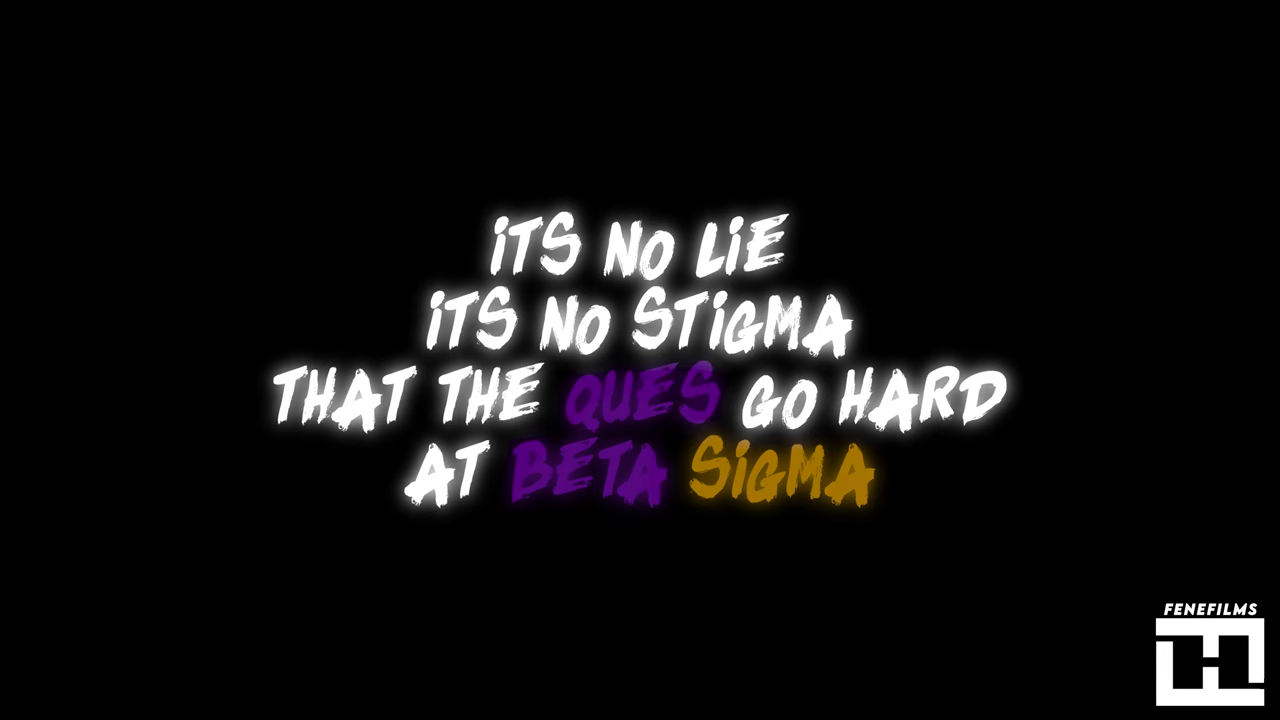 iTS NO LiE
iTS NO STiGMA
THAT THE QUES GO HARD
AT BETA SiGMA
FENEFILMS